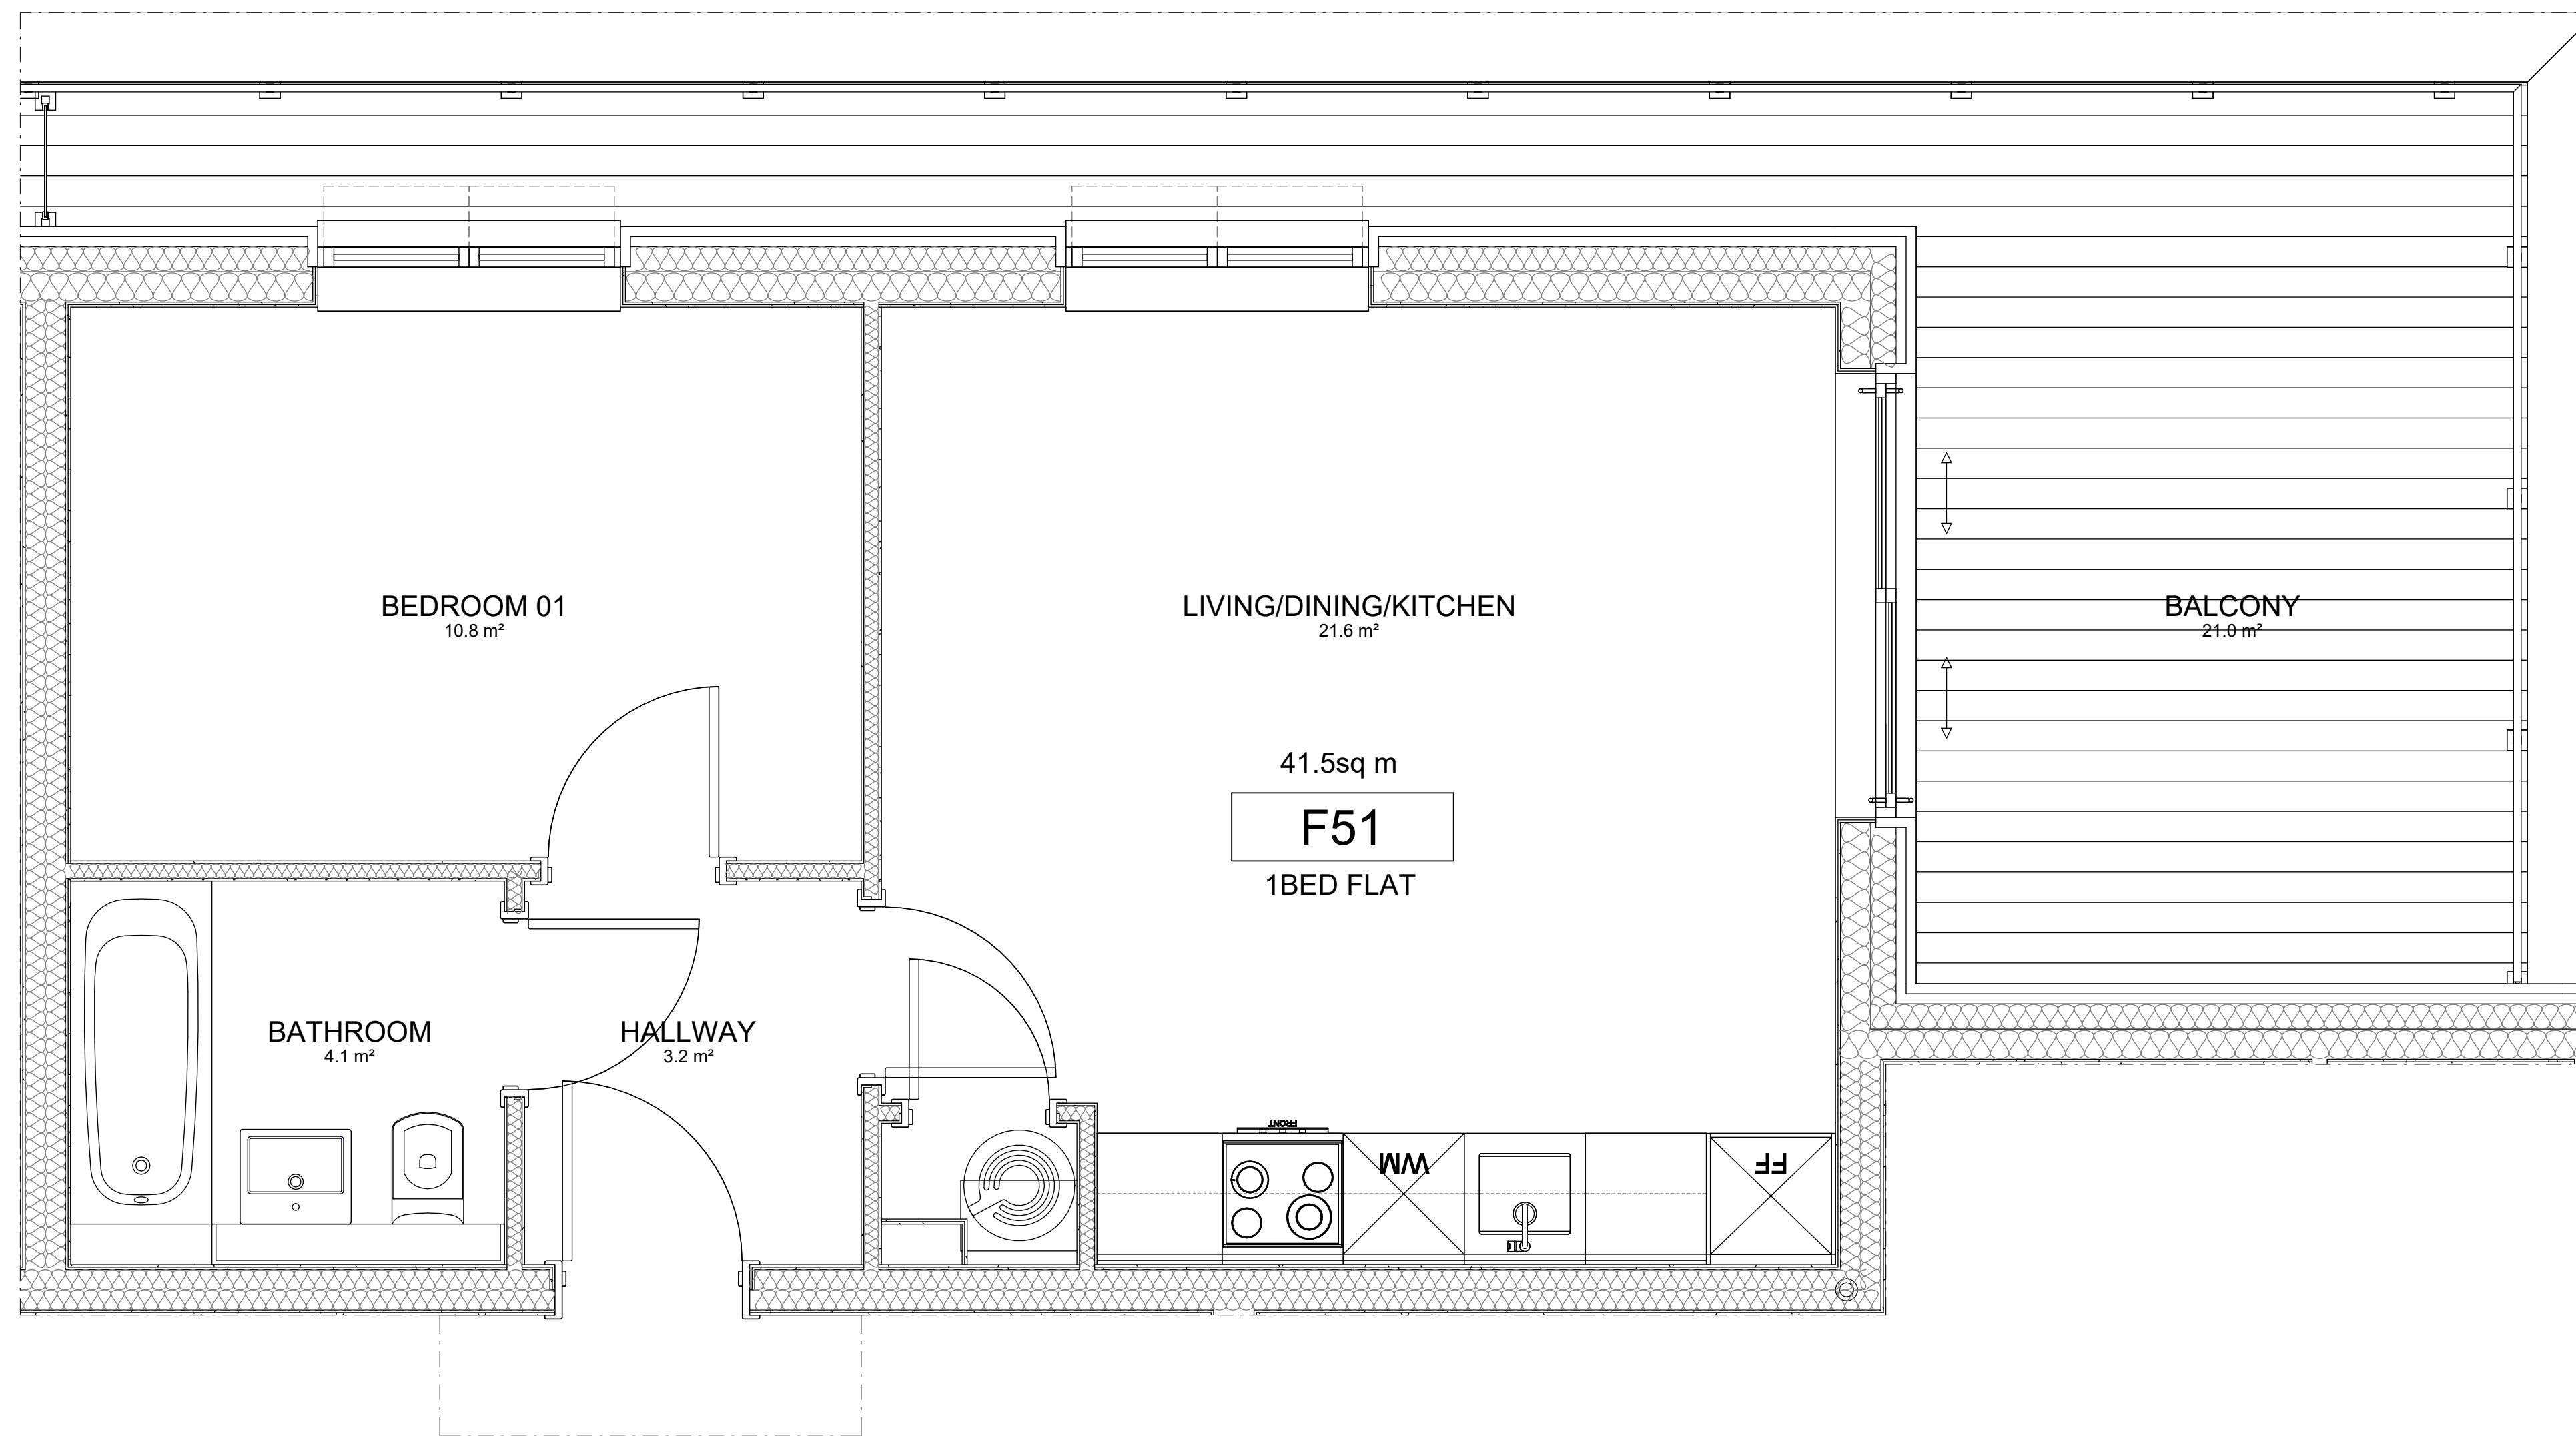 BEDROOM 01
10.8 m²
LIVING/DINING/KITCHEN
21.6 m²
BALCONY
21.0 m²
41.5sq m
F51
1BED FLAT
BATHROOM
4.1 m²
HALLWAY
3.2 m²
FRONT
WM
FF